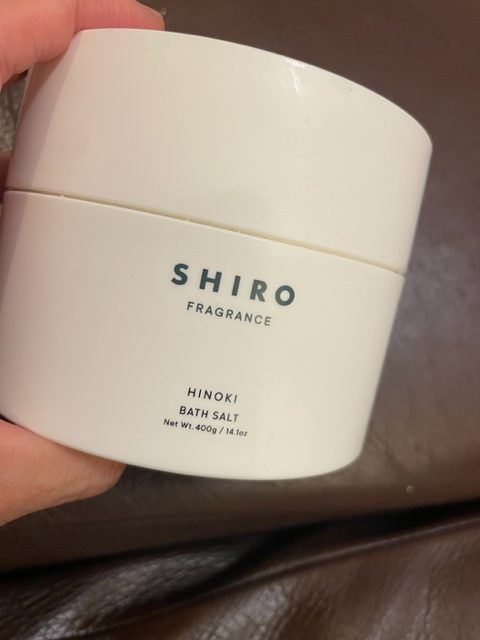 SHIRO
FRAGRANCE
HINOKI
BATH SALT
Net Wt. 400g / 14.1oz